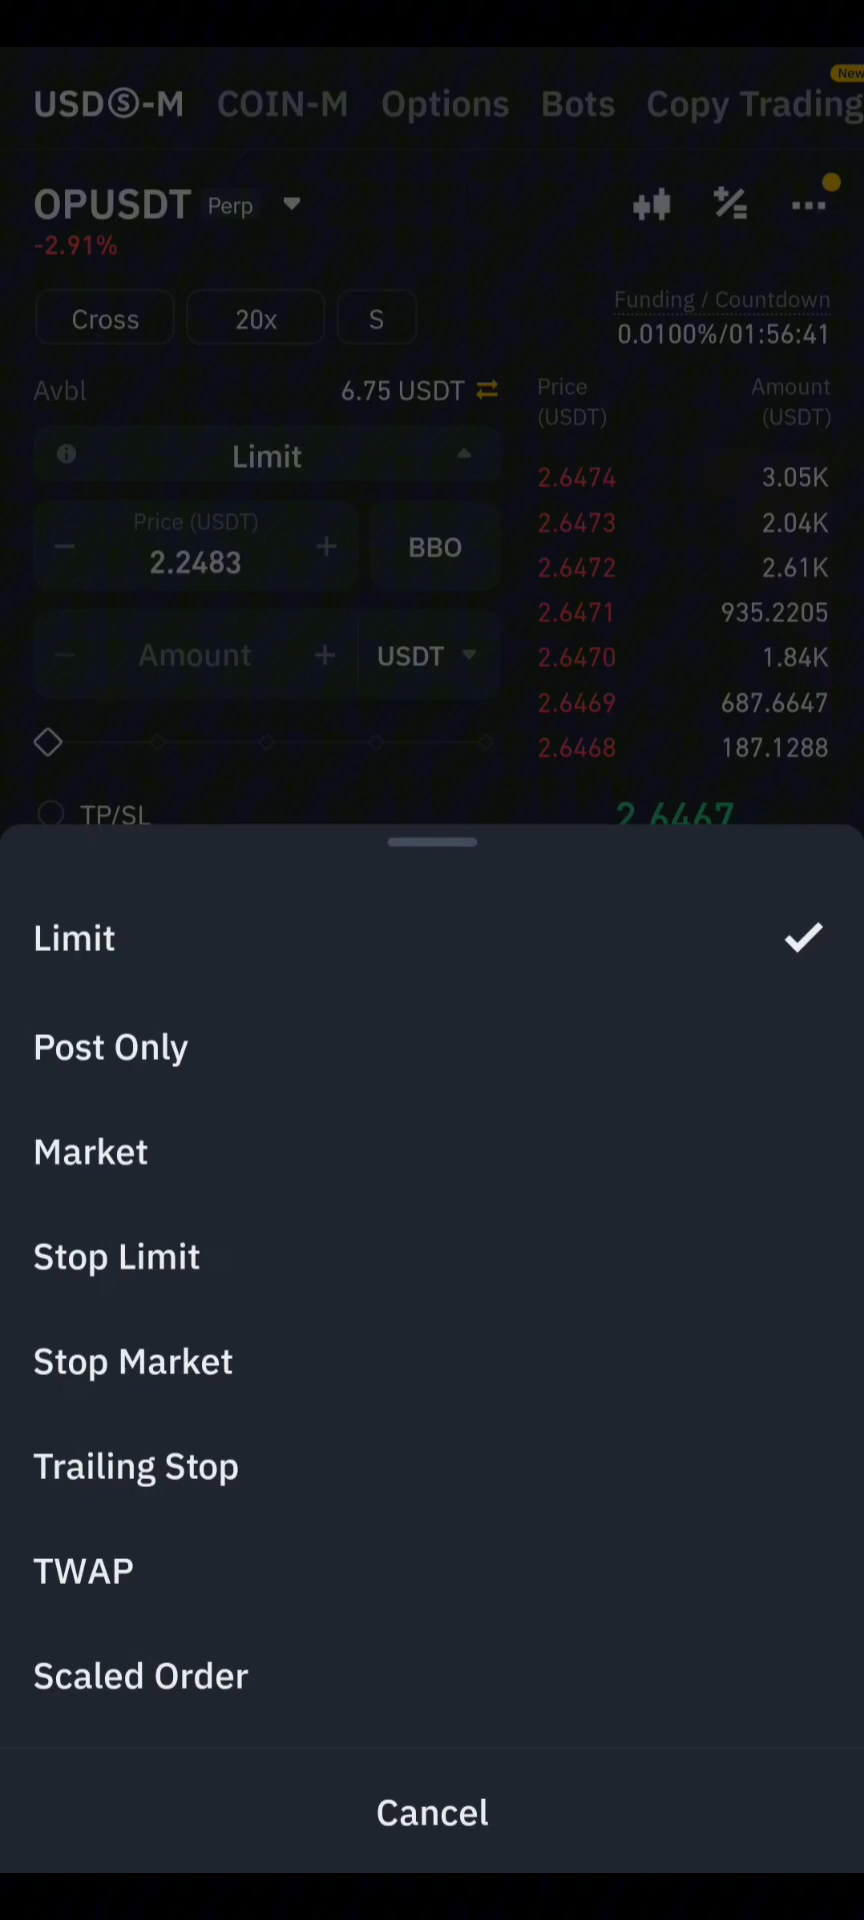 New
USDⓈ-M COIN-M Options Bots Copy Trading
OPUSDT Perp
-2.91%
Cross 20x S
Funding / Countdown
0.0100%/01:56:41
Avbl 6.75 USDT
Price Amount
(USDT) (USDT)
Limit
2.6474 3.05K
Price (USDT)
2.2483
BBO
2.6473 2.04K
2.6472 2.61K
2.6471 935.2205
Amount USDT
2.6470 1.84K
2.6469 687.6647
2.6468 187.1288
TP/SL
2.6467
Limit
Post Only
Market
Stop Limit
Stop Market
Trailing Stop
TWAP
Scaled Order
Cancel